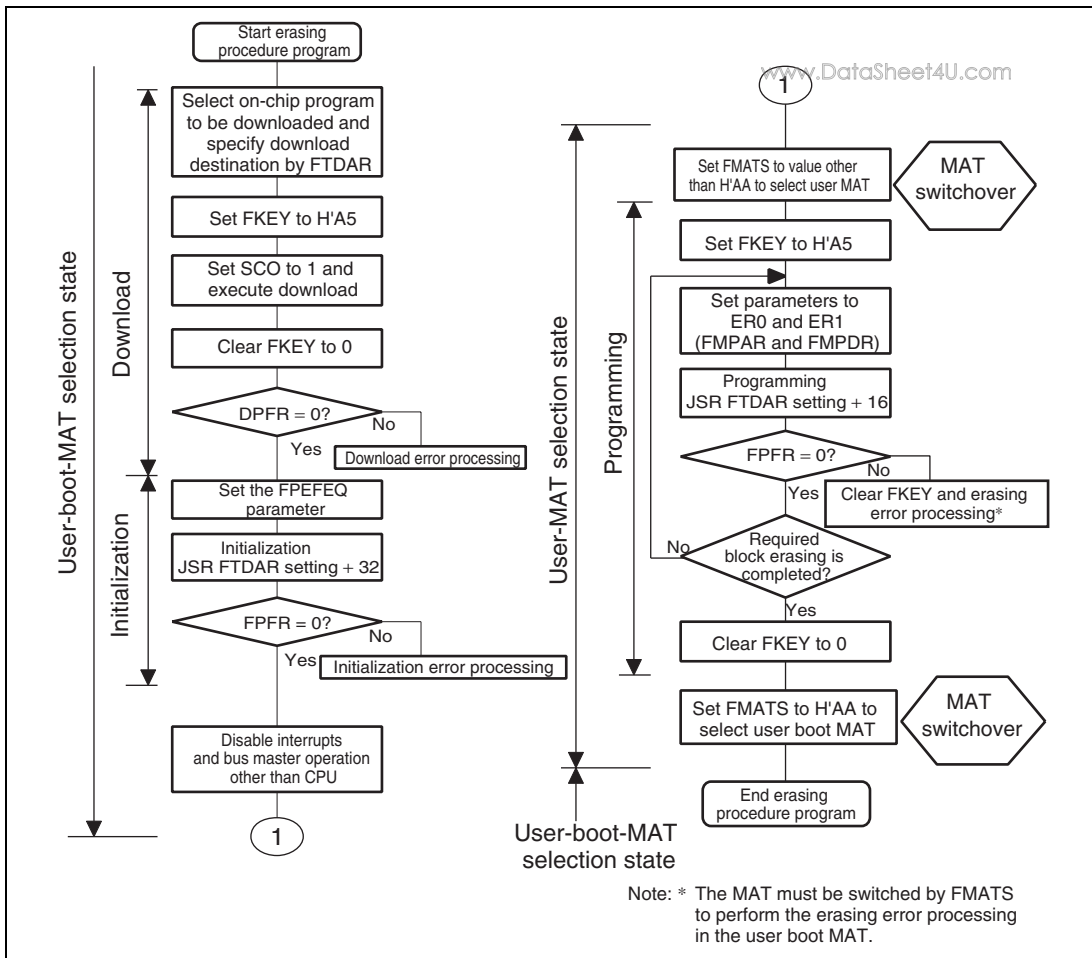 Start erasing
procedure program
Select on-chip program
to be downloaded and
specify download
destination by FTDAR
Set FKEY to H'A5
Set SCO to 1 and
execute download
Clear FKEY to 0
DPFR = 0?
No
Yes
Download error processing
Set the FPEFEQ
parameter
Initialization
JSR FTDAR setting + 32
FPFR = 0?
No
Yes
Initialization error processing
Disable interrupts
and bus master operation
other than CPU
1
User-boot-MAT selection state
Download
Initialization
www.DataSheet4U.com
1
Set FMATS to value other
than H'AA to select user MAT
MAT
switchover
Set FKEY to H'A5
Set parameters to
ER0 and ER1
(FMPAR and FMPDR)
Programming
JSR FTDAR setting + 16
FPFR = 0?
No
Yes
Clear FKEY and erasing
error processing*
No
Required
block erasing is
completed?
Yes
Clear FKEY to 0
Set FMATS to H'AA to
select user boot MAT
MAT
switchover
End erasing
procedure program
User-MAT selection state
Programming
User-boot-MAT
selection state
Note: * The MAT must be switched by FMATS
to perform the erasing error processing
in the user boot MAT.